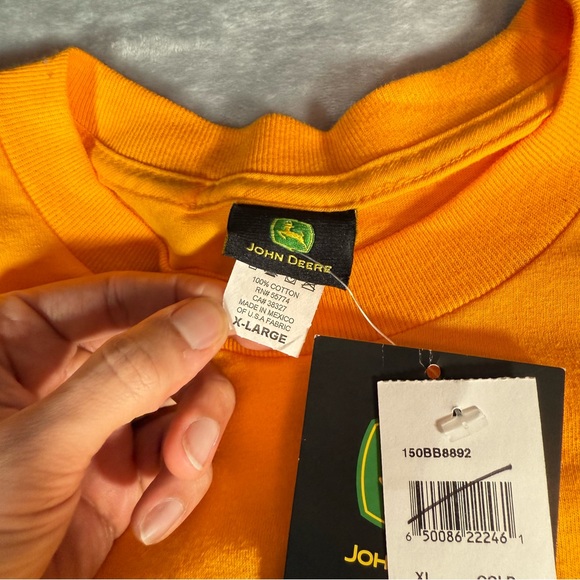 JOHN DEERE
100% COTTON
RN# 55774
CA# 38327
MADE IN MEXICO
OF U.S.A FABRIC
X-LARGE
150BB8892
6 50086 22246 1
JOH
XL GOLD